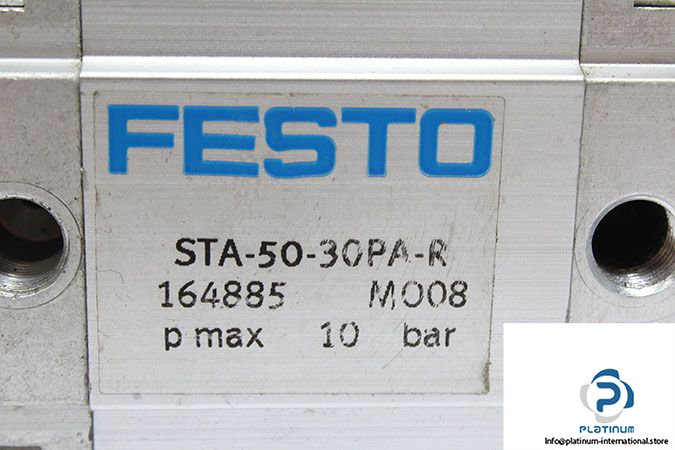 FESTO
STA-50-30PA-R
164885 M008
p max 10 bar
PLATINUM
Info@platinum-international.store